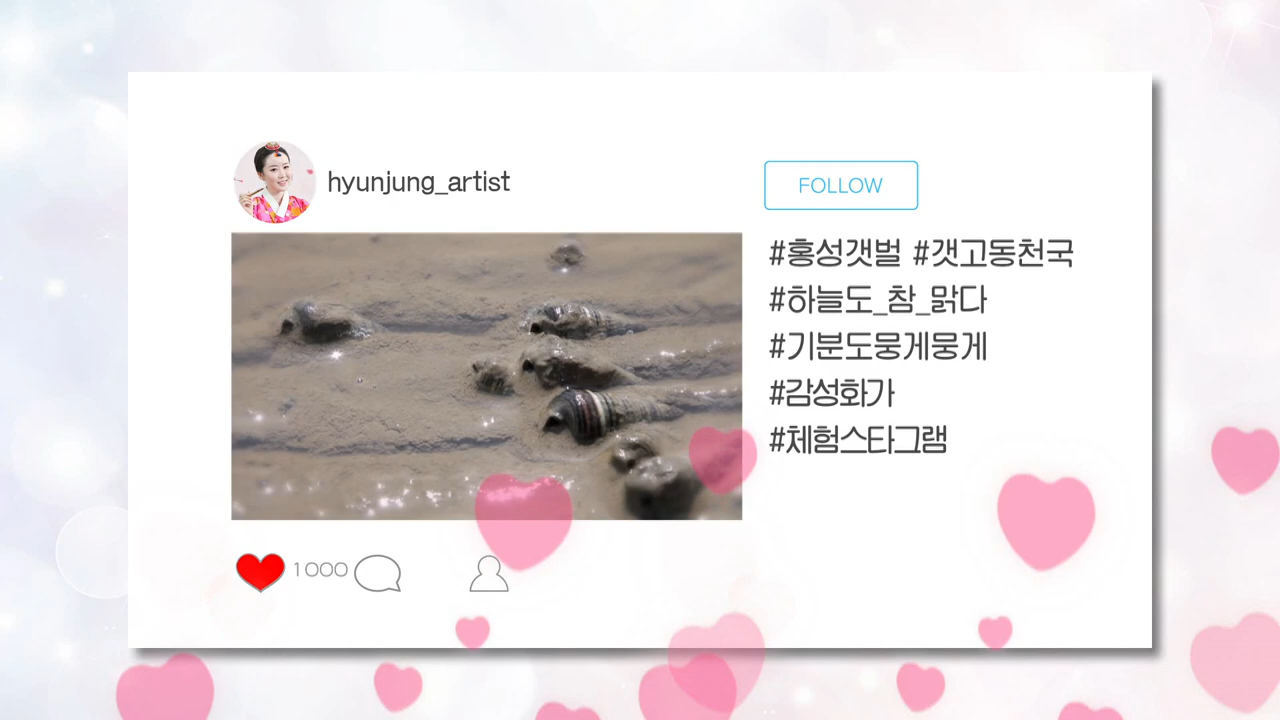 hyunjung_artist
FOLLOW
#홍성갯벌 #갯고동천국
#하늘도_참_맑다
#기분도뭉게뭉게
#감성화가
#체험스타그램
1000